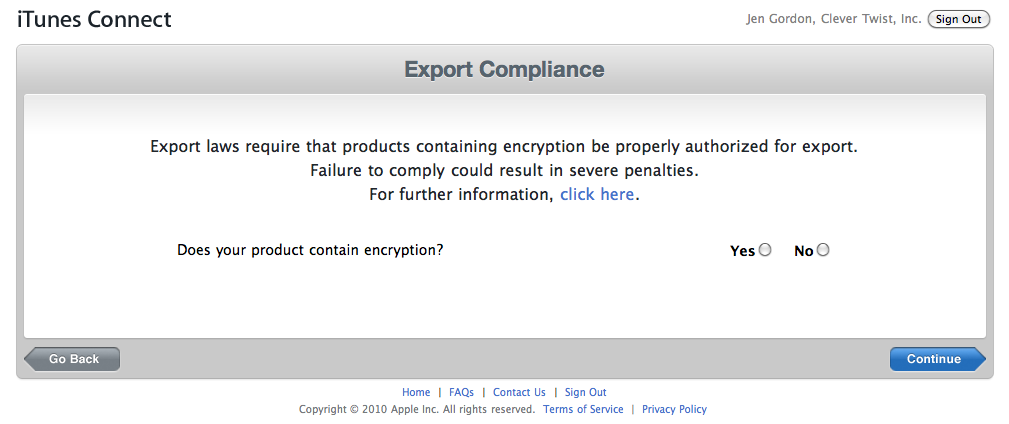 iTunes Connect
Jen Gordon, Clever Twist, Inc. Sign Out
Export Compliance
Export laws require that products containing encryption be properly authorized for export.
Failure to comply could result in severe penalties.
For further information, click here.
Does your product contain encryption? Yes No
Go Back Continue
Home | FAQs | Contact Us | Sign Out
Copyright © 2010 Apple Inc. All rights reserved. Terms of Service | Privacy Policy